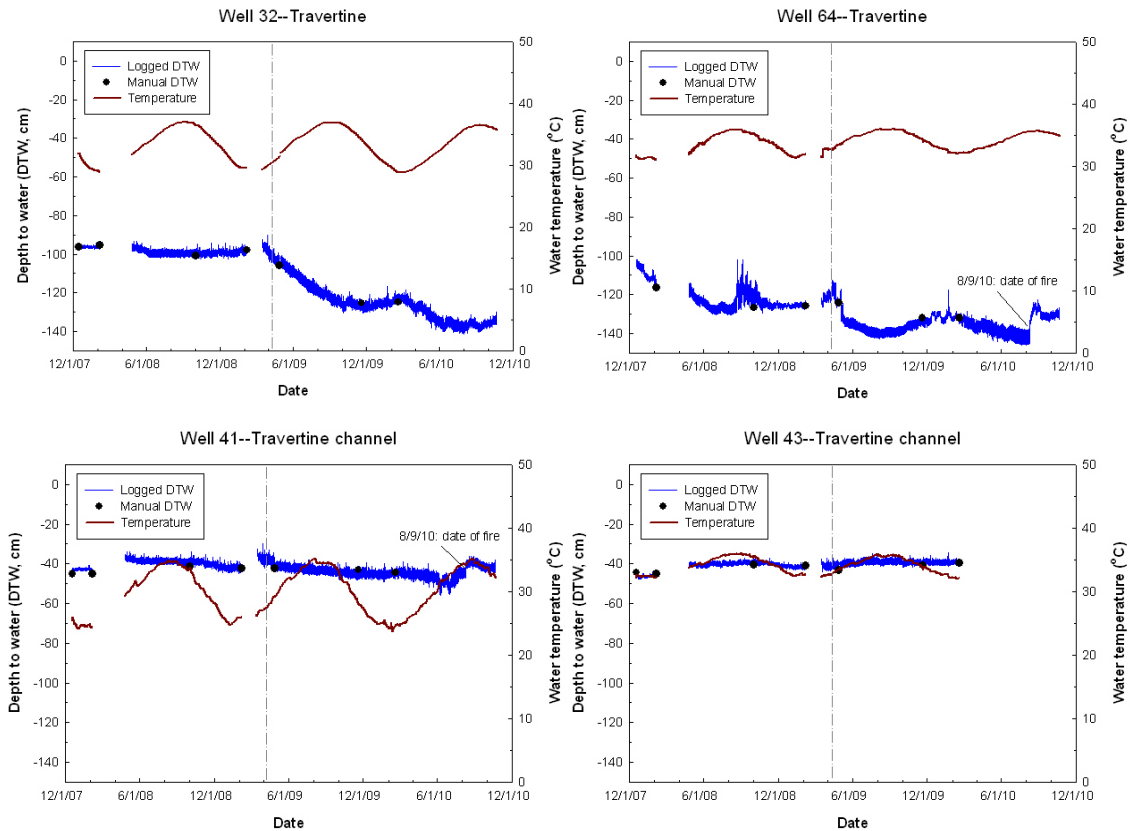 Well 32--Travertine
Logged DTW
Manual DTW
Temperature
Depth to water (DTW, cm)
0
-20
-40
-60
-80
-100
-120
-140
50
40
30
20
10
0
Water temperature (°C)
12/1/07 6/1/08 12/1/08 6/1/09 12/1/09 6/1/10 12/1/10
Date
Well 64--Travertine
Logged DTW
Manual DTW
Temperature
8/9/10: date of fire
Depth to water (DTW, cm)
0
-20
-40
-60
-80
-100
-120
-140
50
40
30
20
10
0
Water temperature (°C)
12/1/07 6/1/08 12/1/08 6/1/09 12/1/09 6/1/10 12/1/10
Date
Well 41--Travertine channel
Logged DTW
Manual DTW
Temperature
8/9/10: date of fire
Depth to water (DTW, cm)
0
-20
-40
-60
-80
-100
-120
-140
50
40
30
20
10
0
Water temperature (°C)
12/1/07 6/1/08 12/1/08 6/1/09 12/1/09 6/1/10 12/1/10
Date
Well 43--Travertine channel
Logged DTW
Manual DTW
Temperature
Depth to water (DTW, cm)
0
-20
-40
-60
-80
-100
-120
-140
50
40
30
20
10
0
Water temperature (°C)
12/1/07 6/1/08 12/1/08 6/1/09 12/1/09 6/1/10 12/1/10
Date